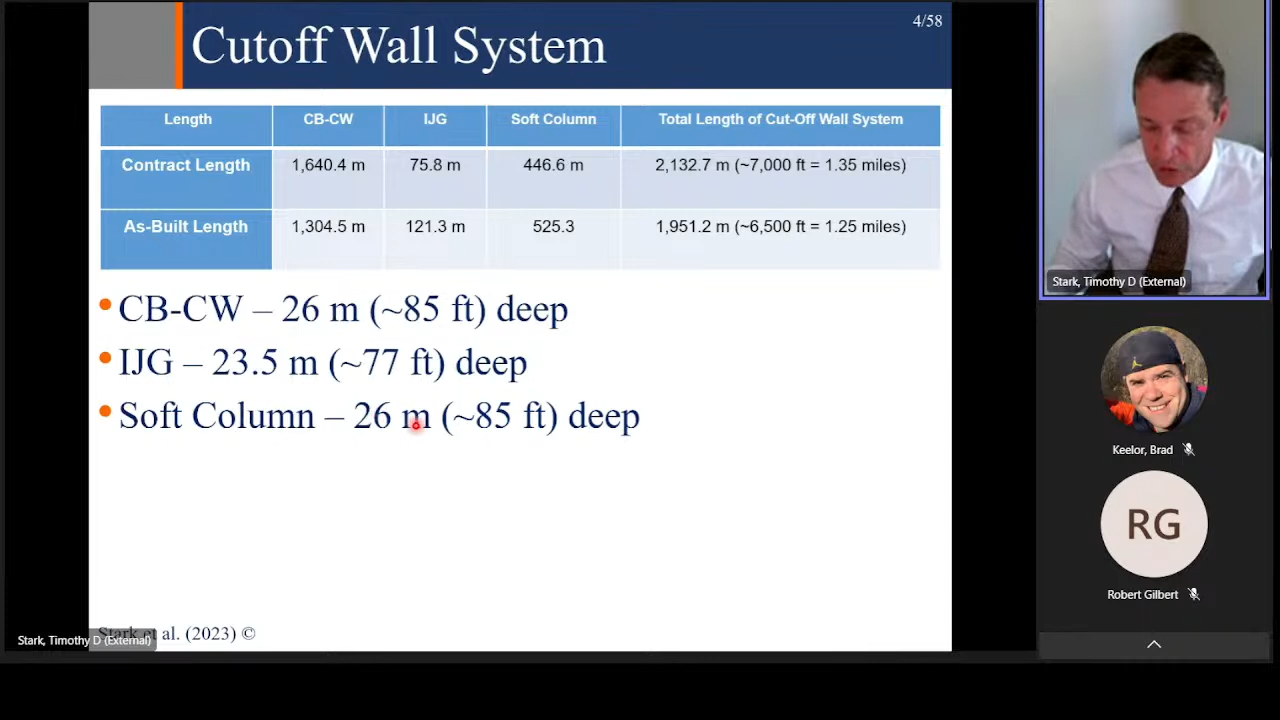 Cutoff Wall System
4/58
Length CB-CW IJG Soft Column Total Length of Cut-Off Wall System
Contract Length 1,640.4 m 75.8 m 446.6 m 2,132.7 m (~7,000 ft = 1.35 miles)
As-Built Length 1,304.5 m 121.3 m 525.3 1,951.2 m (~6,500 ft = 1.25 miles)
• CB-CW – 26 m (~85 ft) deep
• IJG – 23.5 m (~77 ft) deep
• Soft Column – 26 m (~85 ft) deep
Stark et al. (2023) ©
Stark, Timothy D (External)
Stark, Timothy D (External)
Keelor, Brad
RG
Robert Gilbert